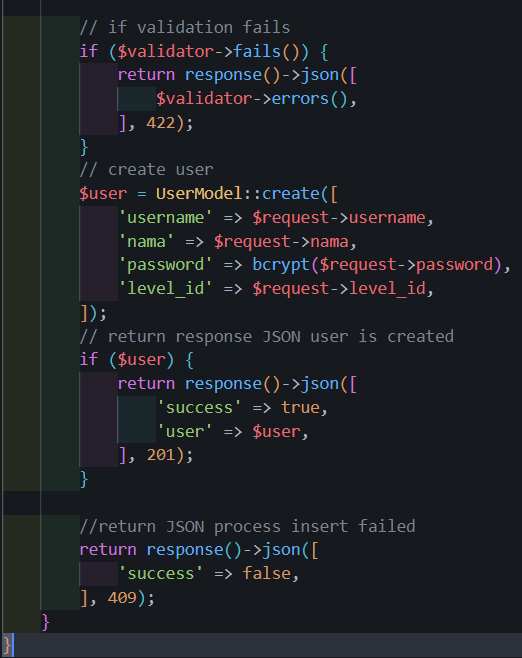 // if validation fails
if ($validator->fails()) {
return response()->json([
$validator->errors(),
], 422);
}
// create user
$user = UserModel::create([
'username' => $request->username,
'nama' => $request->nama,
'password' => bcrypt($request->password),
'level_id' => $request->level_id,
]);
// return response JSON user is created
if ($user) {
return response()->json([
'success' => true,
'user' => $user,
], 201);
}
//return JSON process insert failed
return response()->json([
'success' => false,
], 409);
}
}